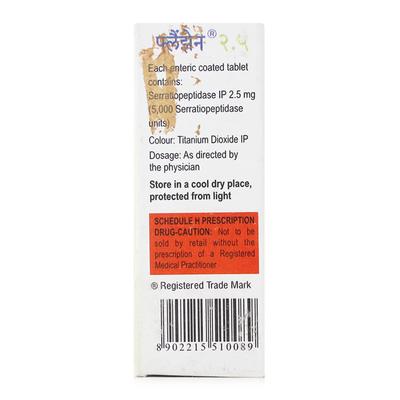 फ्लैंझेन® २.५
Each enteric coated tablet
contains:
Serratiopeptidase IP 2.5 mg
(5,000 Serratiopeptidase
units)
Colour: Titanium Dioxide IP
Dosage: As directed by
the physician
Store in a cool dry place,
protected from light
SCHEDULE H PRESCRIPTION
DRUG-CAUTION: Not to be
sold by retail without the
prescription of a Registered
Medical Practitioner
® Registered Trade Mark
8902215510089